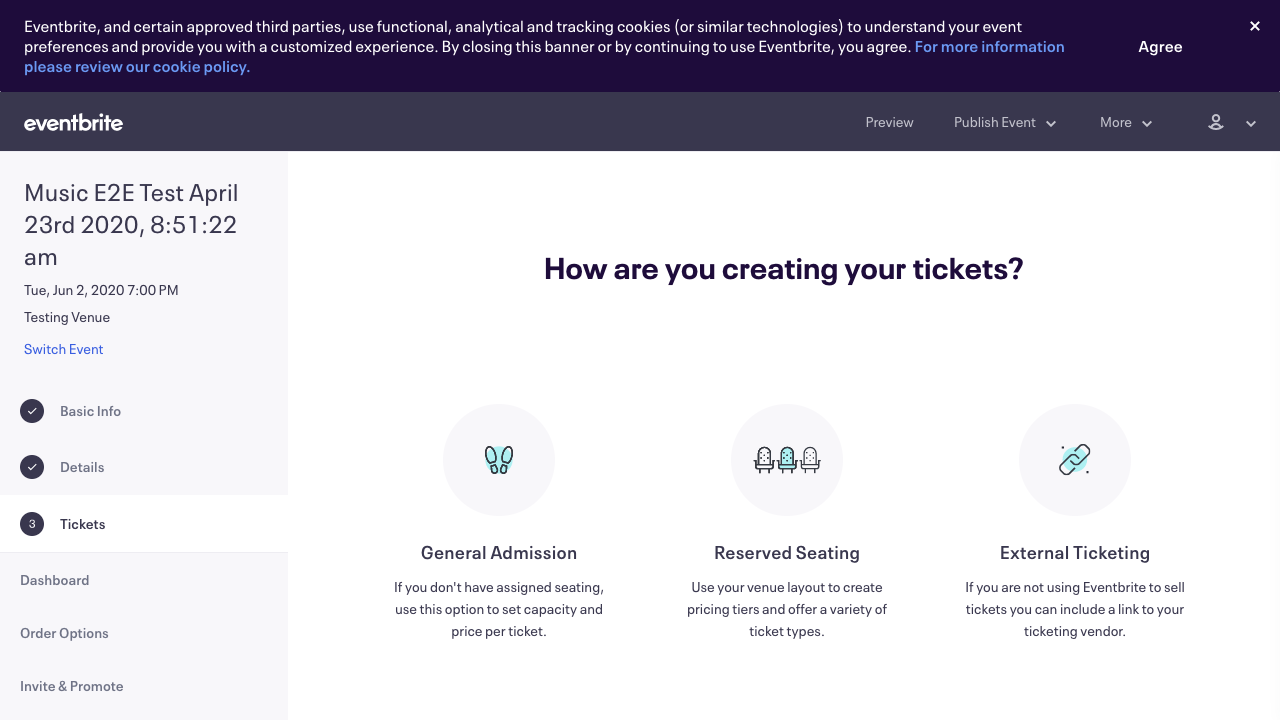 Eventbrite, and certain approved third parties, use functional, analytical and tracking cookies (or similar technologies) to understand your event
preferences and provide you with a customized experience. By closing this banner or by continuing to use Eventbrite, you agree. For more information
please review our cookie policy.
Agree
eventbrite
Preview
Publish Event
More
Music E2E Test April
23rd 2020, 8:51:22
am
Tue, Jun 2, 2020 7:00 PM
Testing Venue
Switch Event
Basic Info
Details
3 Tickets
Dashboard
Order Options
Invite & Promote
How are you creating your tickets?
General Admission
If you don't have assigned seating,
use this option to set capacity and
price per ticket.
Reserved Seating
Use your venue layout to create
pricing tiers and offer a variety of
ticket types.
External Ticketing
If you are not using Eventbrite to sell
tickets you can include a link to your
ticketing vendor.